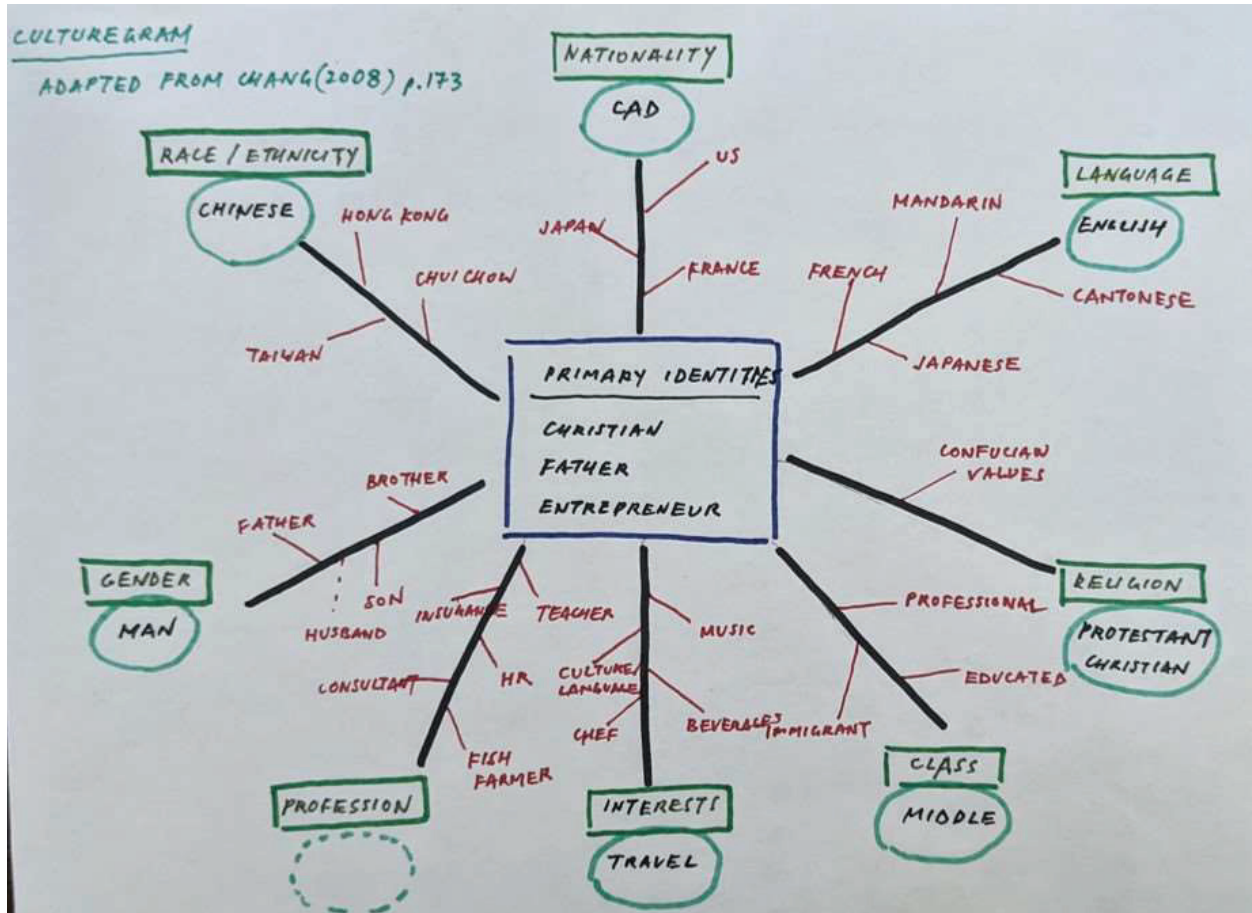 CULTUREGRAM
ADAPTED FROM CHANG (2008) p.173
NATIONALITY
CAD
US
JAPAN
FRANCE
RACE / ETHNICITY
CHINESE
HONG KONG
CHUI CHOW
TAIWAN
LANGUAGE
ENGLISH
MANDARIN
FRENCH
CANTONESE
JAPANESE
PRIMARY IDENTITIES
CHRISTIAN
FATHER
ENTREPRENEUR
CONFUCIAN
VALUES
RELIGION
PROTESTANT
CHRISTIAN
BROTHER
FATHER
SON
HUSBAND
GENDER
MAN
INSURANCE
TEACHER
CONSULTANT
HR
FISH
FARMER
PROFESSION
MUSIC
CULTURE/
LANGUAGE
CHEF
BEVERAGES
INTERESTS
TRAVEL
PROFESSIONAL
EDUCATED
IMMIGRANT
CLASS
MIDDLE